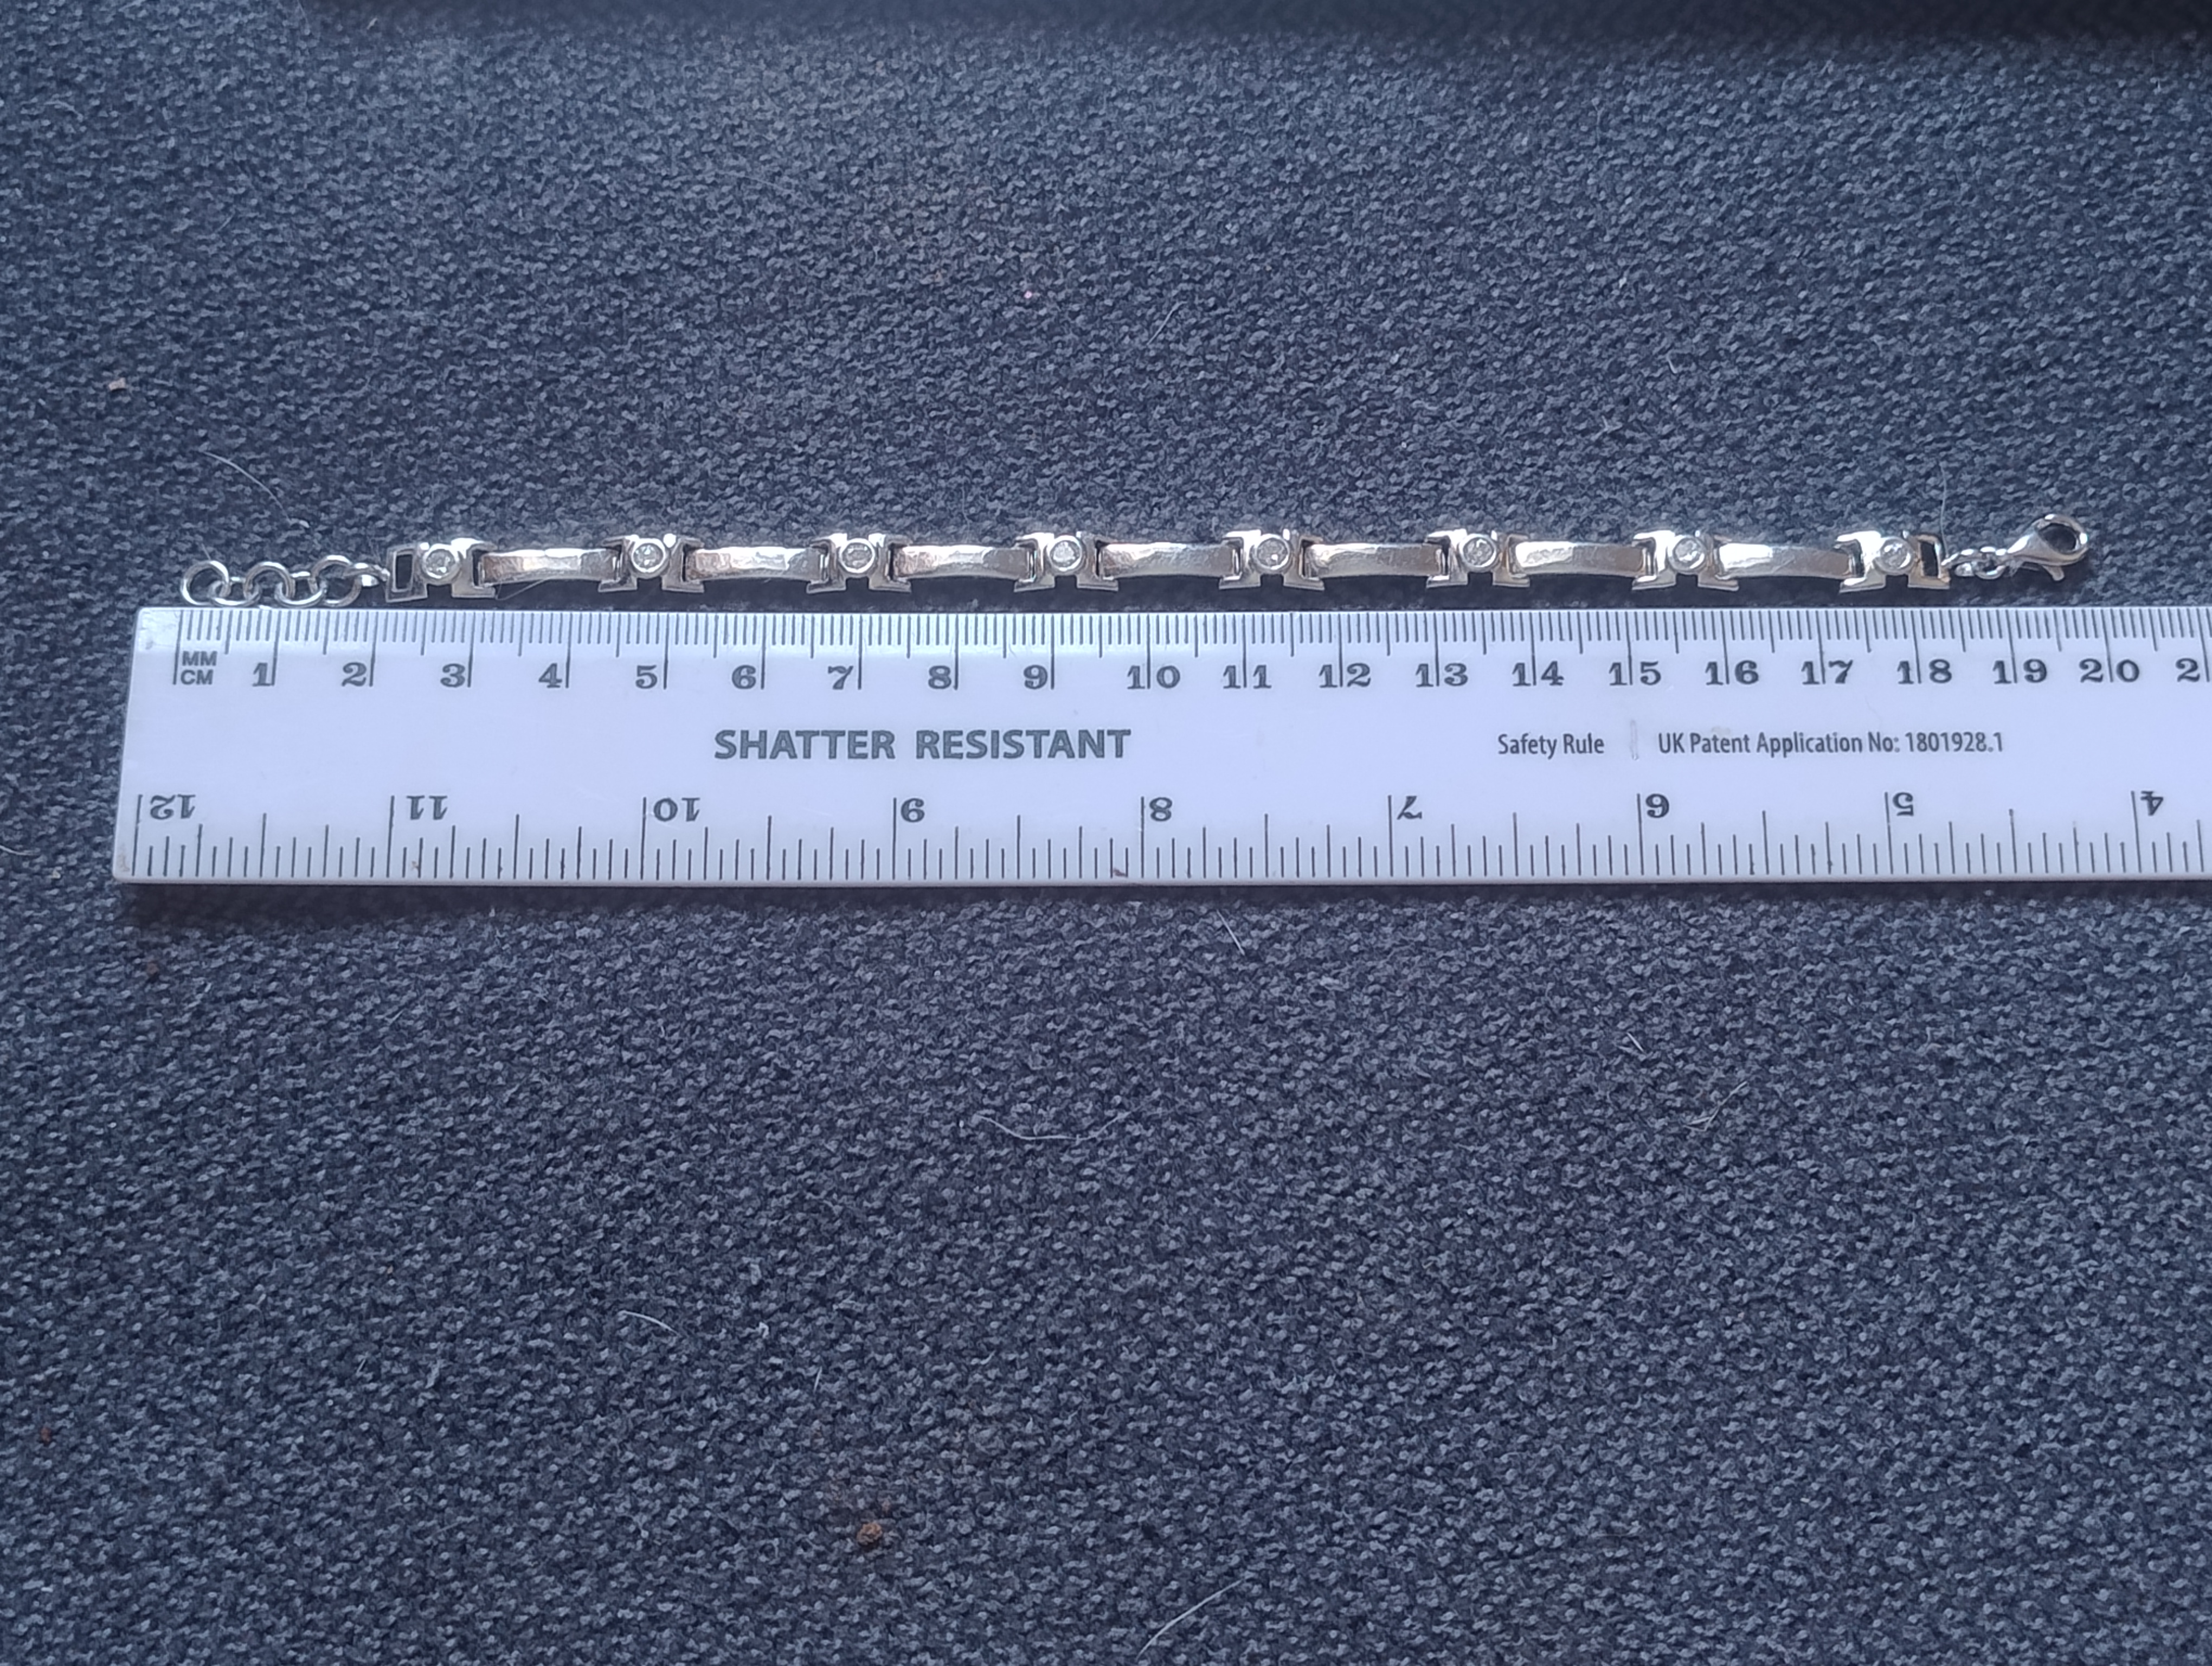 MM
CM 1 2 3 4 5 6 7 8 9 10 11 12 13 14 15 16 17 18 19 20
SHATTER RESISTANT Safety Rule UK Patent Application No: 1801928.1
12 11 10 9 8 7 6 5 4